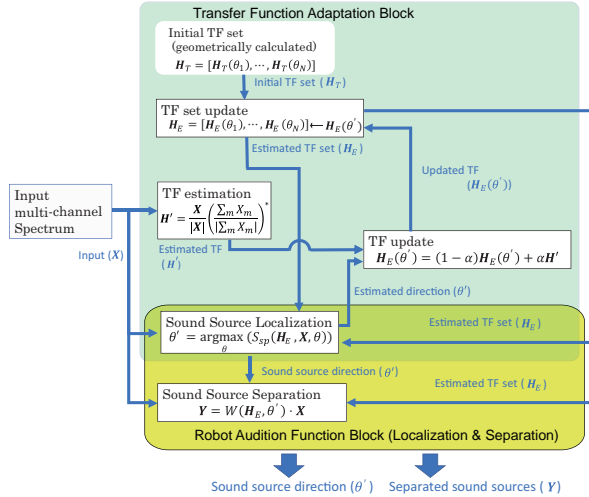 Transfer Function Adaptation Block
Initial TF set
(geometrically calculated)
H_T = [H_T(θ_1), ⋯, H_T(θ_N)]
Initial TF set (H_T)
TF set update
H_E = [H_E(θ_1), ⋯, H_E(θ_N)] ← H_E(θ′)
Estimated TF set (H_E)
Updated TF
(H_E(θ′))
Input
multi-channel
Spectrum
Input (X)
TF estimation
H′ = X/|X| (∑_m X_m / |∑_m X_m|)^*
Estimated TF
(H′)
TF update
H_E(θ′) = (1 − α)H_E(θ′) + αH′
Estimated direction (θ′)
Sound Source Localization
θ′ = argmax_θ (S_sp(H_E, X, θ))
Estimated TF set (H_E)
Sound source direction (θ′)
Estimated TF set (H_E)
Sound Source Separation
Y = W(H_E, θ′) · X
Robot Audition Function Block (Localization & Separation)
Sound source direction (θ′)
Separated sound sources (Y)